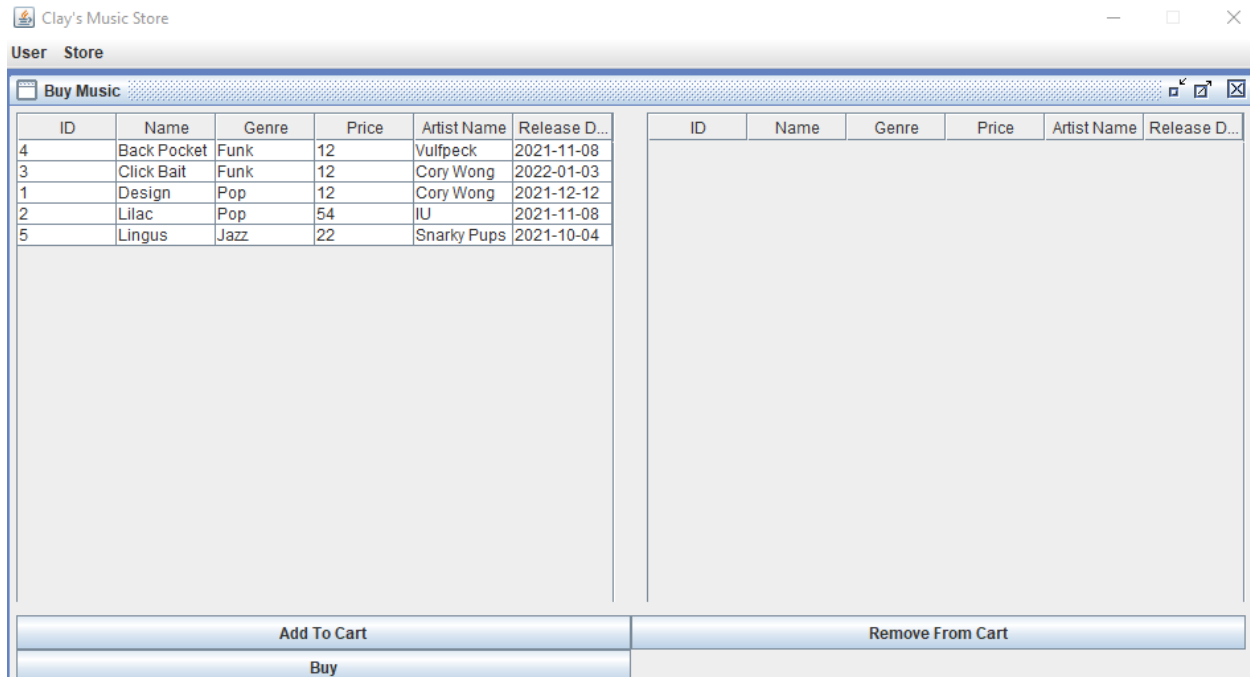 Clay's Music Store
User Store
Buy Music
ID Name Genre Price Artist Name Release D... ID Name Genre Price Artist Name Release D...
4 Back Pocket Funk 12 Vulfpeck 2021-11-08
3 Click Bait Funk 12 Cory Wong 2022-01-03
1 Design Pop 12 Cory Wong 2021-12-12
2 Lilac Pop 54 IU 2021-11-08
5 Lingus Jazz 22 Snarky Pups 2021-10-04
Add To Cart Remove From Cart
Buy